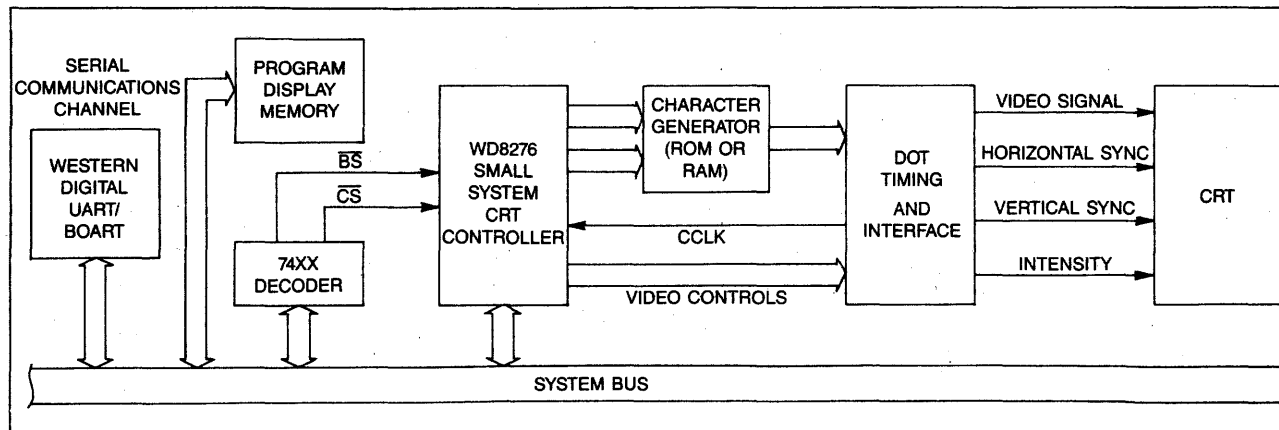 SERIAL
COMMUNICATIONS
CHANNEL
WESTERN
DIGITAL
UART/
BOART
PROGRAM
DISPLAY
MEMORY
BS
CS
74XX
DECODER
WD8276
SMALL
SYSTEM
CRT
CONTROLLER
CHARACTER
GENERATOR
(ROM OR
RAM)
CCLK
VIDEO CONTROLS
DOT
TIMING
AND
INTERFACE
VIDEO SIGNAL
HORIZONTAL SYNC
VERTICAL SYNC
INTENSITY
CRT
SYSTEM BUS